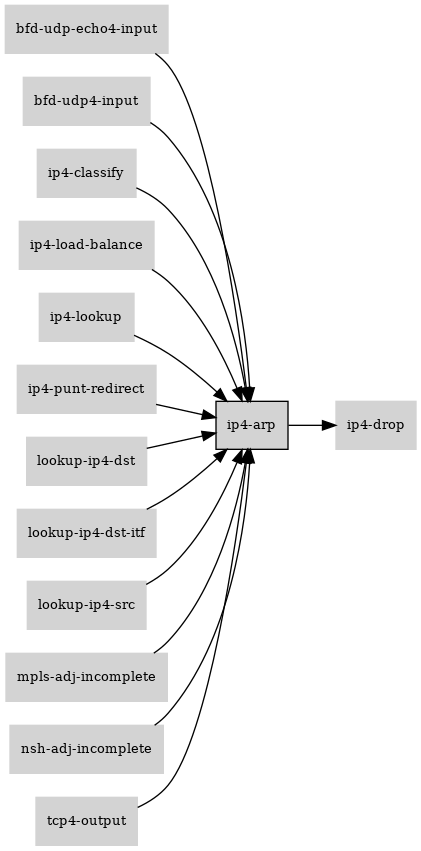 bfd-udp-echo4-input
bfd-udp4-input
ip4-classify
ip4-load-balance
ip4-lookup
ip4-punt-redirect
ip4-arp
ip4-drop
lookup-ip4-dst
lookup-ip4-dst-itf
lookup-ip4-src
mpls-adj-incomplete
nsh-adj-incomplete
tcp4-output